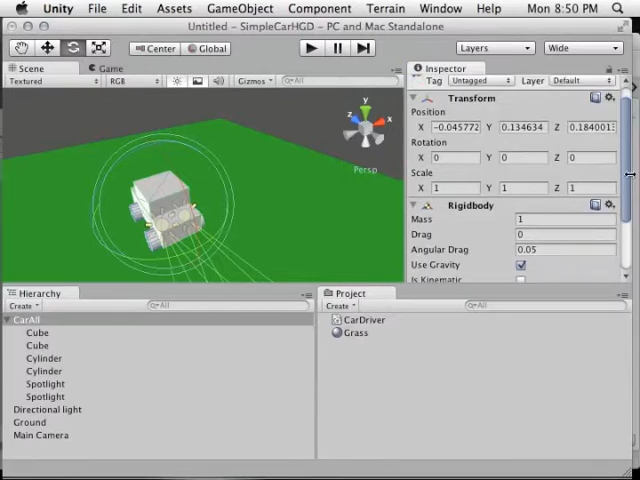 Unity File Edit Assets GameObject Component Terrain Window Help Mon 8:50 PM
Untitled - SimpleCarHGD - PC and Mac Standalone
Center Global Layers Wide
Scene Game Inspector
Textured RGB Gizmos All Tag Untagged Layer Default
Transform
Position
X -0.045772 Y 0.134634 Z 0.184001
Rotation
X 0 Y 0 Z 0
Scale
X 1 Y 1 Z 1
Rigidbody
Mass 1
Drag 0
Angular Drag 0.05
Use Gravity
Is Kinematic
y
z x
Persp
Hierarchy Project
Create All Create All
CarAll
Cube
Cube
Cylinder
Cylinder
Spotlight
Spotlight
Directional light
Ground
Main Camera
CarDriver
Grass